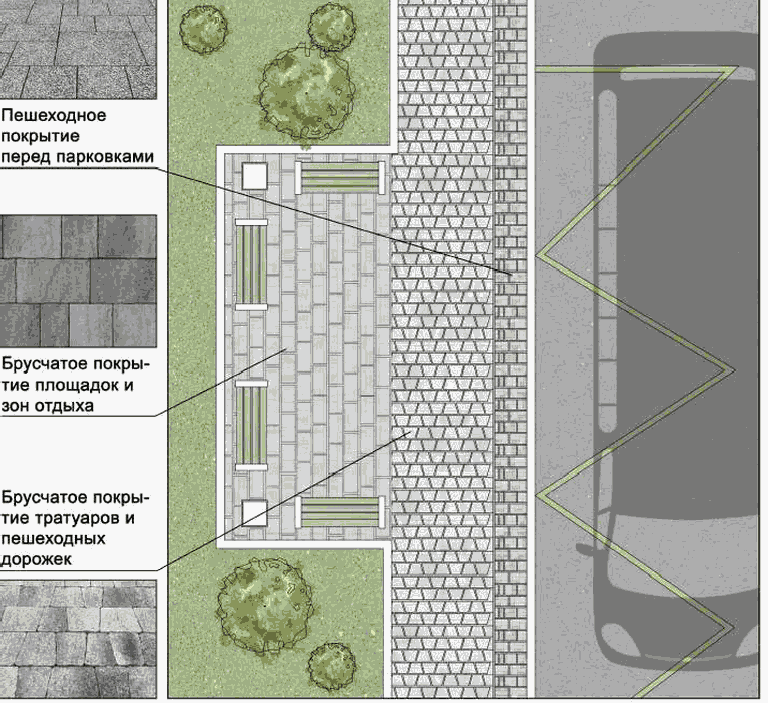 Пешеходное
покрытие
перед парковками
Брусчатое покры-
тие площадок и
зон отдыха
Брусчатое покры-
тие тратуаров и
пешеходных
дорожек